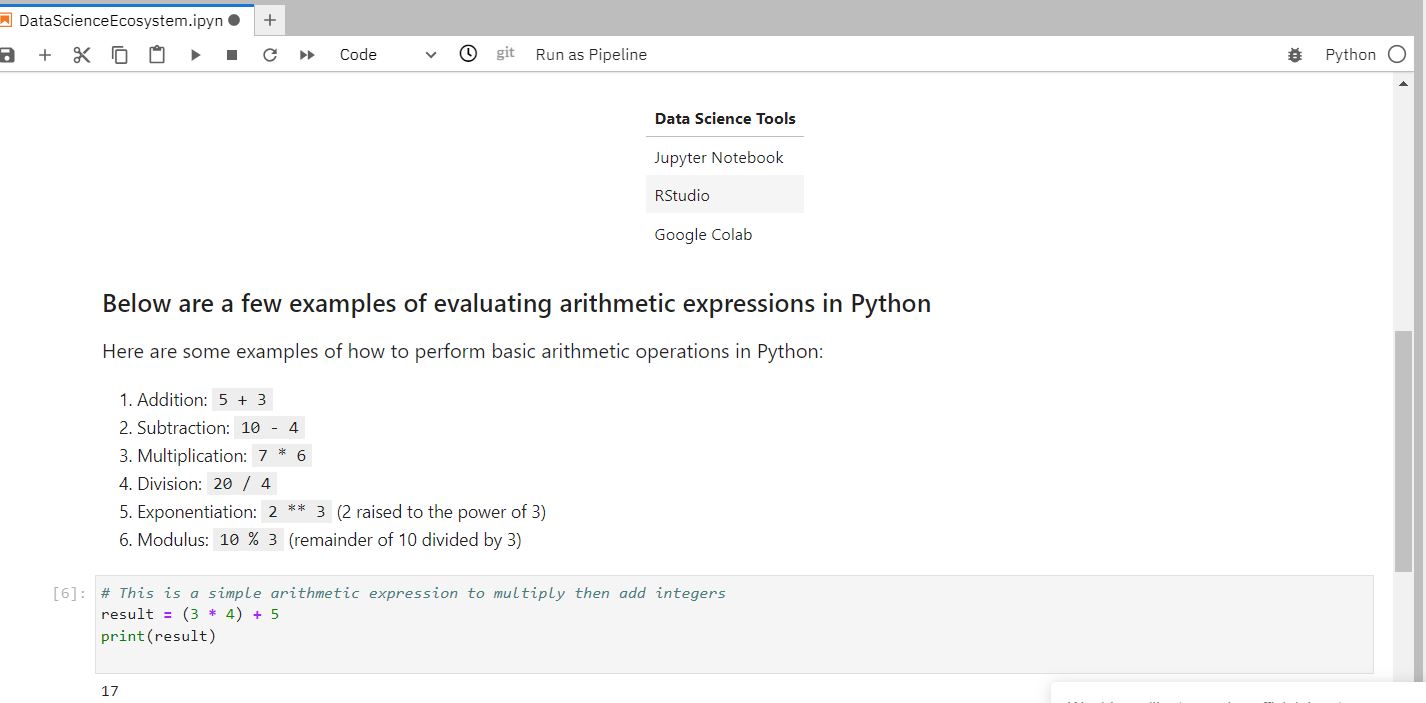 DataScienceEcosystem.ipyn
Code git Run as Pipeline Python
Data Science Tools
Jupyter Notebook
RStudio
Google Colab
Below are a few examples of evaluating arithmetic expressions in Python
Here are some examples of how to perform basic arithmetic operations in Python:
1. Addition: 5 + 3
2. Subtraction: 10 - 4
3. Multiplication: 7 * 6
4. Division: 20 / 4
5. Exponentiation: 2 ** 3 (2 raised to the power of 3)
6. Modulus: 10 % 3 (remainder of 10 divided by 3)
[6]: # This is a simple arithmetic expression to multiply then add integers
result = (3 * 4) + 5
print(result)
17